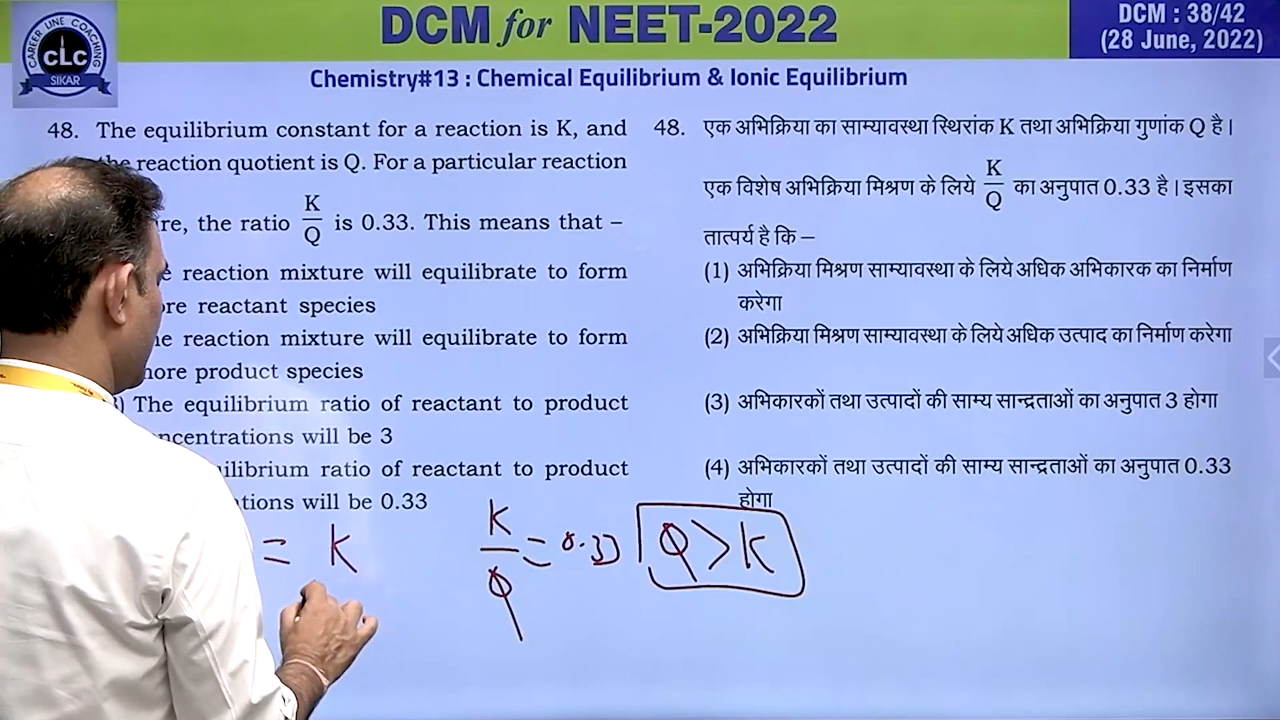 DCM for NEET-2022
DCM : 38/42
(28 June, 2022)
CAREER LINE COACHING
CLC
SIKAR
Chemistry#13 : Chemical Equilibrium & Ionic Equilibrium
48. The equilibrium constant for a reaction is K, and
the reaction quotient is Q. For a particular reaction
the ratio K/Q is 0.33. This means that –
reaction mixture will equilibrate to form
reactant species
reaction mixture will equilibrate to form
more product species
The equilibrium ratio of reactant to product
will be 3
ratio of reactant to product
will be 0.33
= K
K/Q = 0.33
Q > K
48. एक अभिक्रिया का साम्यावस्था स्थिरांक K तथा अभिक्रिया गुणांक Q है।
एक विशेष अभिक्रिया मिश्रण के लिये K/Q का अनुपात 0.33 है। इसका
तात्पर्य है कि –
(1) अभिक्रिया मिश्रण साम्यावस्था के लिये अधिक अभिकारक का निर्माण
करेगा
(2) अभिक्रिया मिश्रण साम्यावस्था के लिये अधिक उत्पाद का निर्माण करेगा
(3) अभिकारकों तथा उत्पादों की साम्य सान्द्रताओं का अनुपात 3 होगा
(4) अभिकारकों तथा उत्पादों की साम्य सान्द्रताओं का अनुपात 0.33
होगा